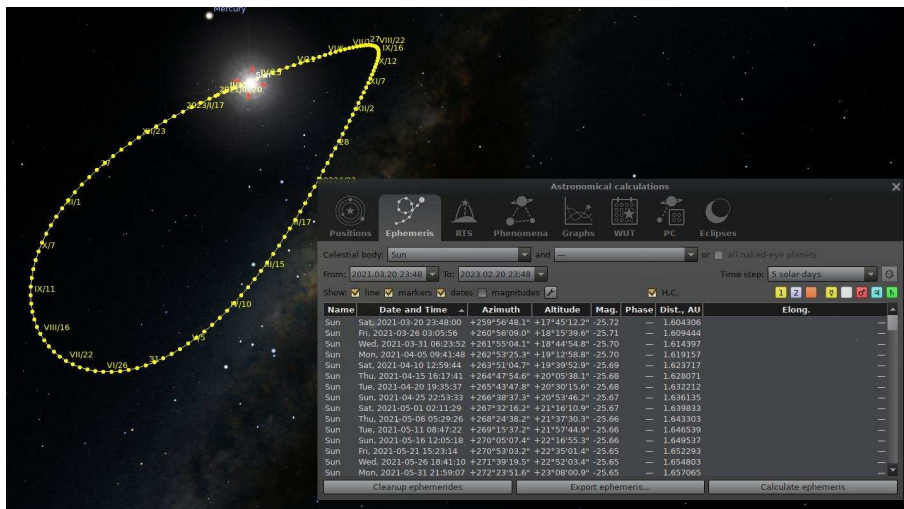 Mercury
27 VIII/22
IX/16
X/12
XI/7
XII/2
28
II/17
III/15
IV/10
V/5
31
VI/26
VII/22
VIII/16
IX/11
X/7
XI/1
27
XII/23
2023/I/17
Astronomical calculations
Positions Ephemeris RTS Phenomena Graphs WUT PC Eclipses
Celestial body: Sun and --- or all naked-eye planets
From: 2021.03.20 23:48 To: 2023.02.20 23:48 Time step: 5 solar days
Show: line markers dates magnitudes H.C. 1 2
Name Date and Time Azimuth Altitude Mag. Phase Dist., AU Elong.
Sun Sat, 2021-03-20 23:48:00 +259°56'48.1" +17°45'12.2" -25.72 — 1.604306 —
Sun Fri, 2021-03-26 03:05:56 +260°56'09.0" +18°15'39.6" -25.71 — 1.609444 —
Sun Wed, 2021-03-31 06:23:52 +261°55'04.1" +18°44'54.8" -25.70 — 1.614397 —
Sun Mon, 2021-04-05 09:41:48 +262°53'25.3" +19°12'58.8" -25.70 — 1.619157 —
Sun Sat, 2021-04-10 12:59:44 +263°51'04.7" +19°39'52.9" -25.69 — 1.623717 —
Sun Thu, 2021-04-15 16:17:41 +264°47'54.6" +20°05'38.1" -25.68 — 1.628071 —
Sun Tue, 2021-04-20 19:35:37 +265°43'47.8" +20°30'15.6" -25.68 — 1.632212 —
Sun Sun, 2021-04-25 22:53:33 +266°38'37.3" +20°53'46.2" -25.67 — 1.636135 —
Sun Sat, 2021-05-01 02:11:29 +267°32'16.2" +21°16'10.9" -25.67 — 1.639833 —
Sun Thu, 2021-05-06 05:29:26 +268°24'38.2" +21°37'30.3" -25.66 — 1.643303 —
Sun Tue, 2021-05-11 08:47:22 +269°15'37.2" +21°57'44.9" -25.66 — 1.646539 —
Sun Sun, 2021-05-16 12:05:18 +270°05'07.4" +22°16'55.3" -25.66 — 1.649537 —
Sun Fri, 2021-05-21 15:23:14 +270°53'03.2" +22°35'01.4" -25.65 — 1.652293 —
Sun Wed, 2021-05-26 18:41:10 +271°39'19.5" +22°52'03.4" -25.65 — 1.654803 —
Sun Mon, 2021-05-31 21:59:07 +272°23'51.6" +23°08'00.9" -25.65 — 1.657065 —
Cleanup ephemerides Export ephemeris... Calculate ephemeris